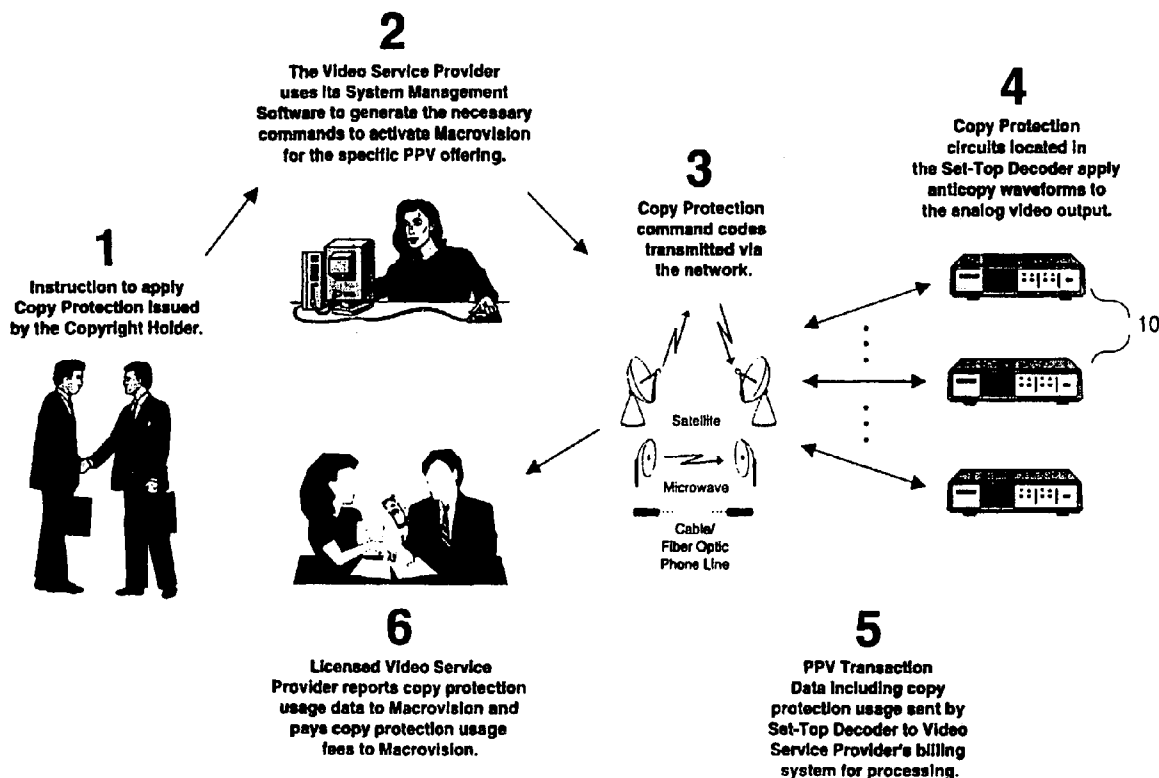 1
Instruction to apply
Copy Protection issued
by the Copyright Holder.
2
The Video Service Provider
uses its System Management
Software to generate the necessary
commands to activate Macrovision
for the specific PPV offering.
3
Copy Protection
command codes
transmitted via
the network.
Satellite
Microwave
Cable/
Fiber Optic
Phone Line
4
Copy Protection
circuits located in
the Set-Top Decoder apply
anticopy waveforms to
the analog video output.
10
5
PPV Transaction
Data including copy
protection usage sent by
Set-Top Decoder to Video
Service Provider's billing
system for processing.
6
Licensed Video Service
Provider reports copy protection
usage data to Macrovision and
pays copy protection usage
fees to Macrovision.